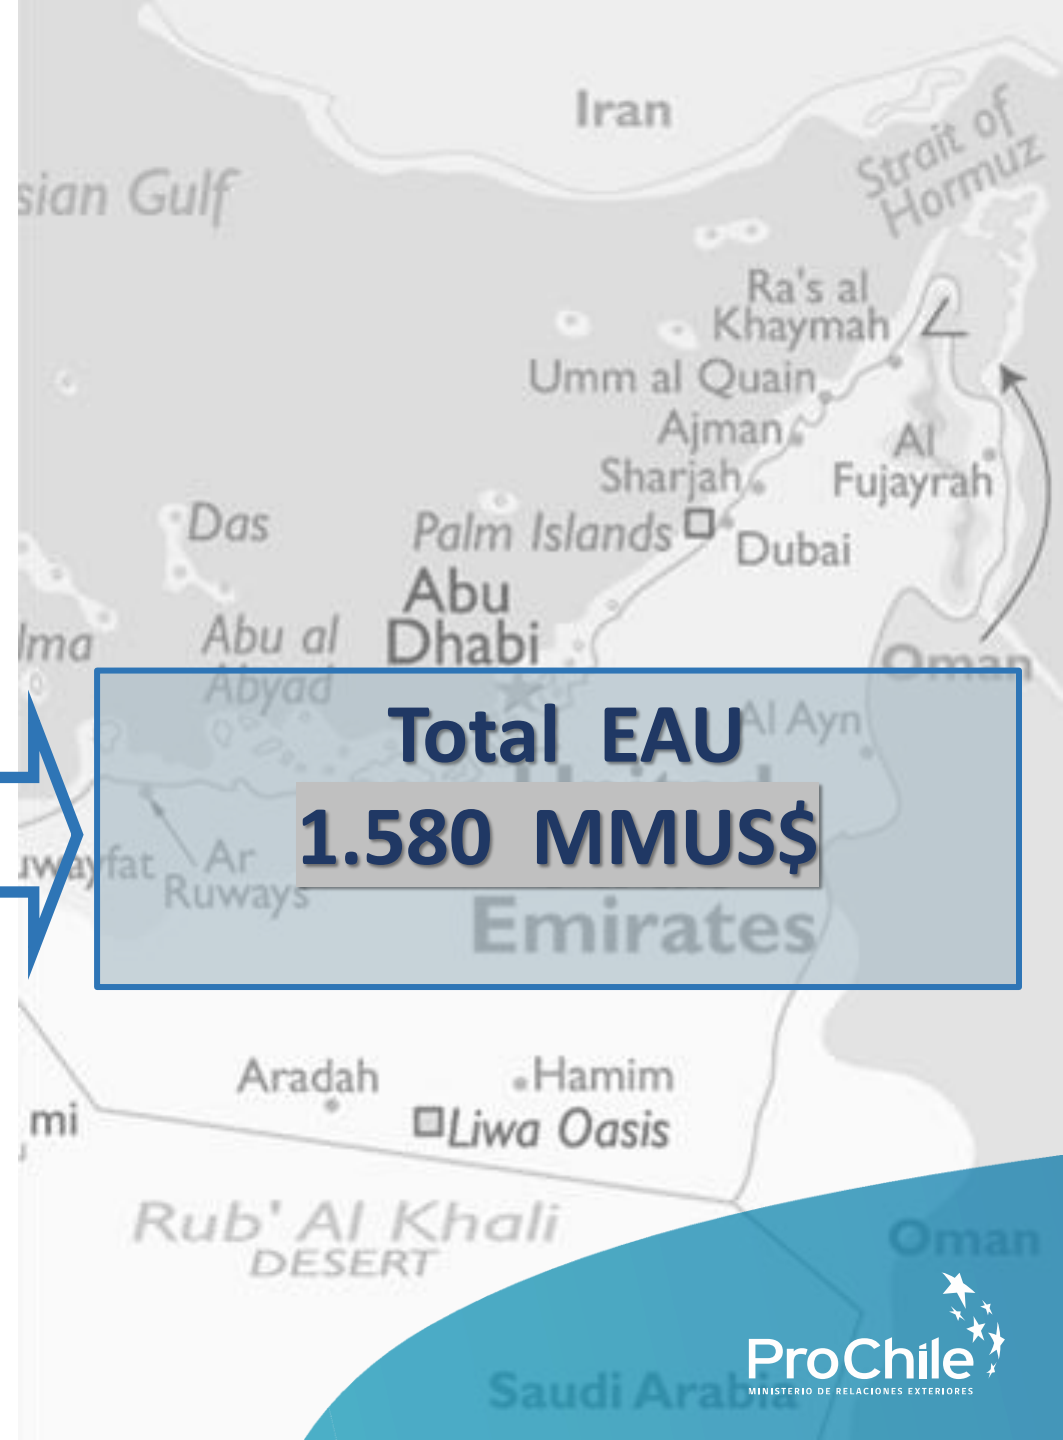 Iran
Strait of
Hormuz
sian Gulf
Ra's al
Khaymah
Umm al Quain
Ajman
Al
Fujayrah
Sharjah
Das
Palm Islands
Dubai
Abu
Dhabi
Abu al
Abyad
lma
Oman
Total EAU
Al Ayn
1.580 MMUS$
uwayfat
Ar
Ruways
Emirates
Aradah
Hamim
mi
Liwa Oasis
Rub' Al Khali
DESERT
Oman
ProChile
MINISTERIO DE RELACIONES EXTERIORES
Saudi Arabia